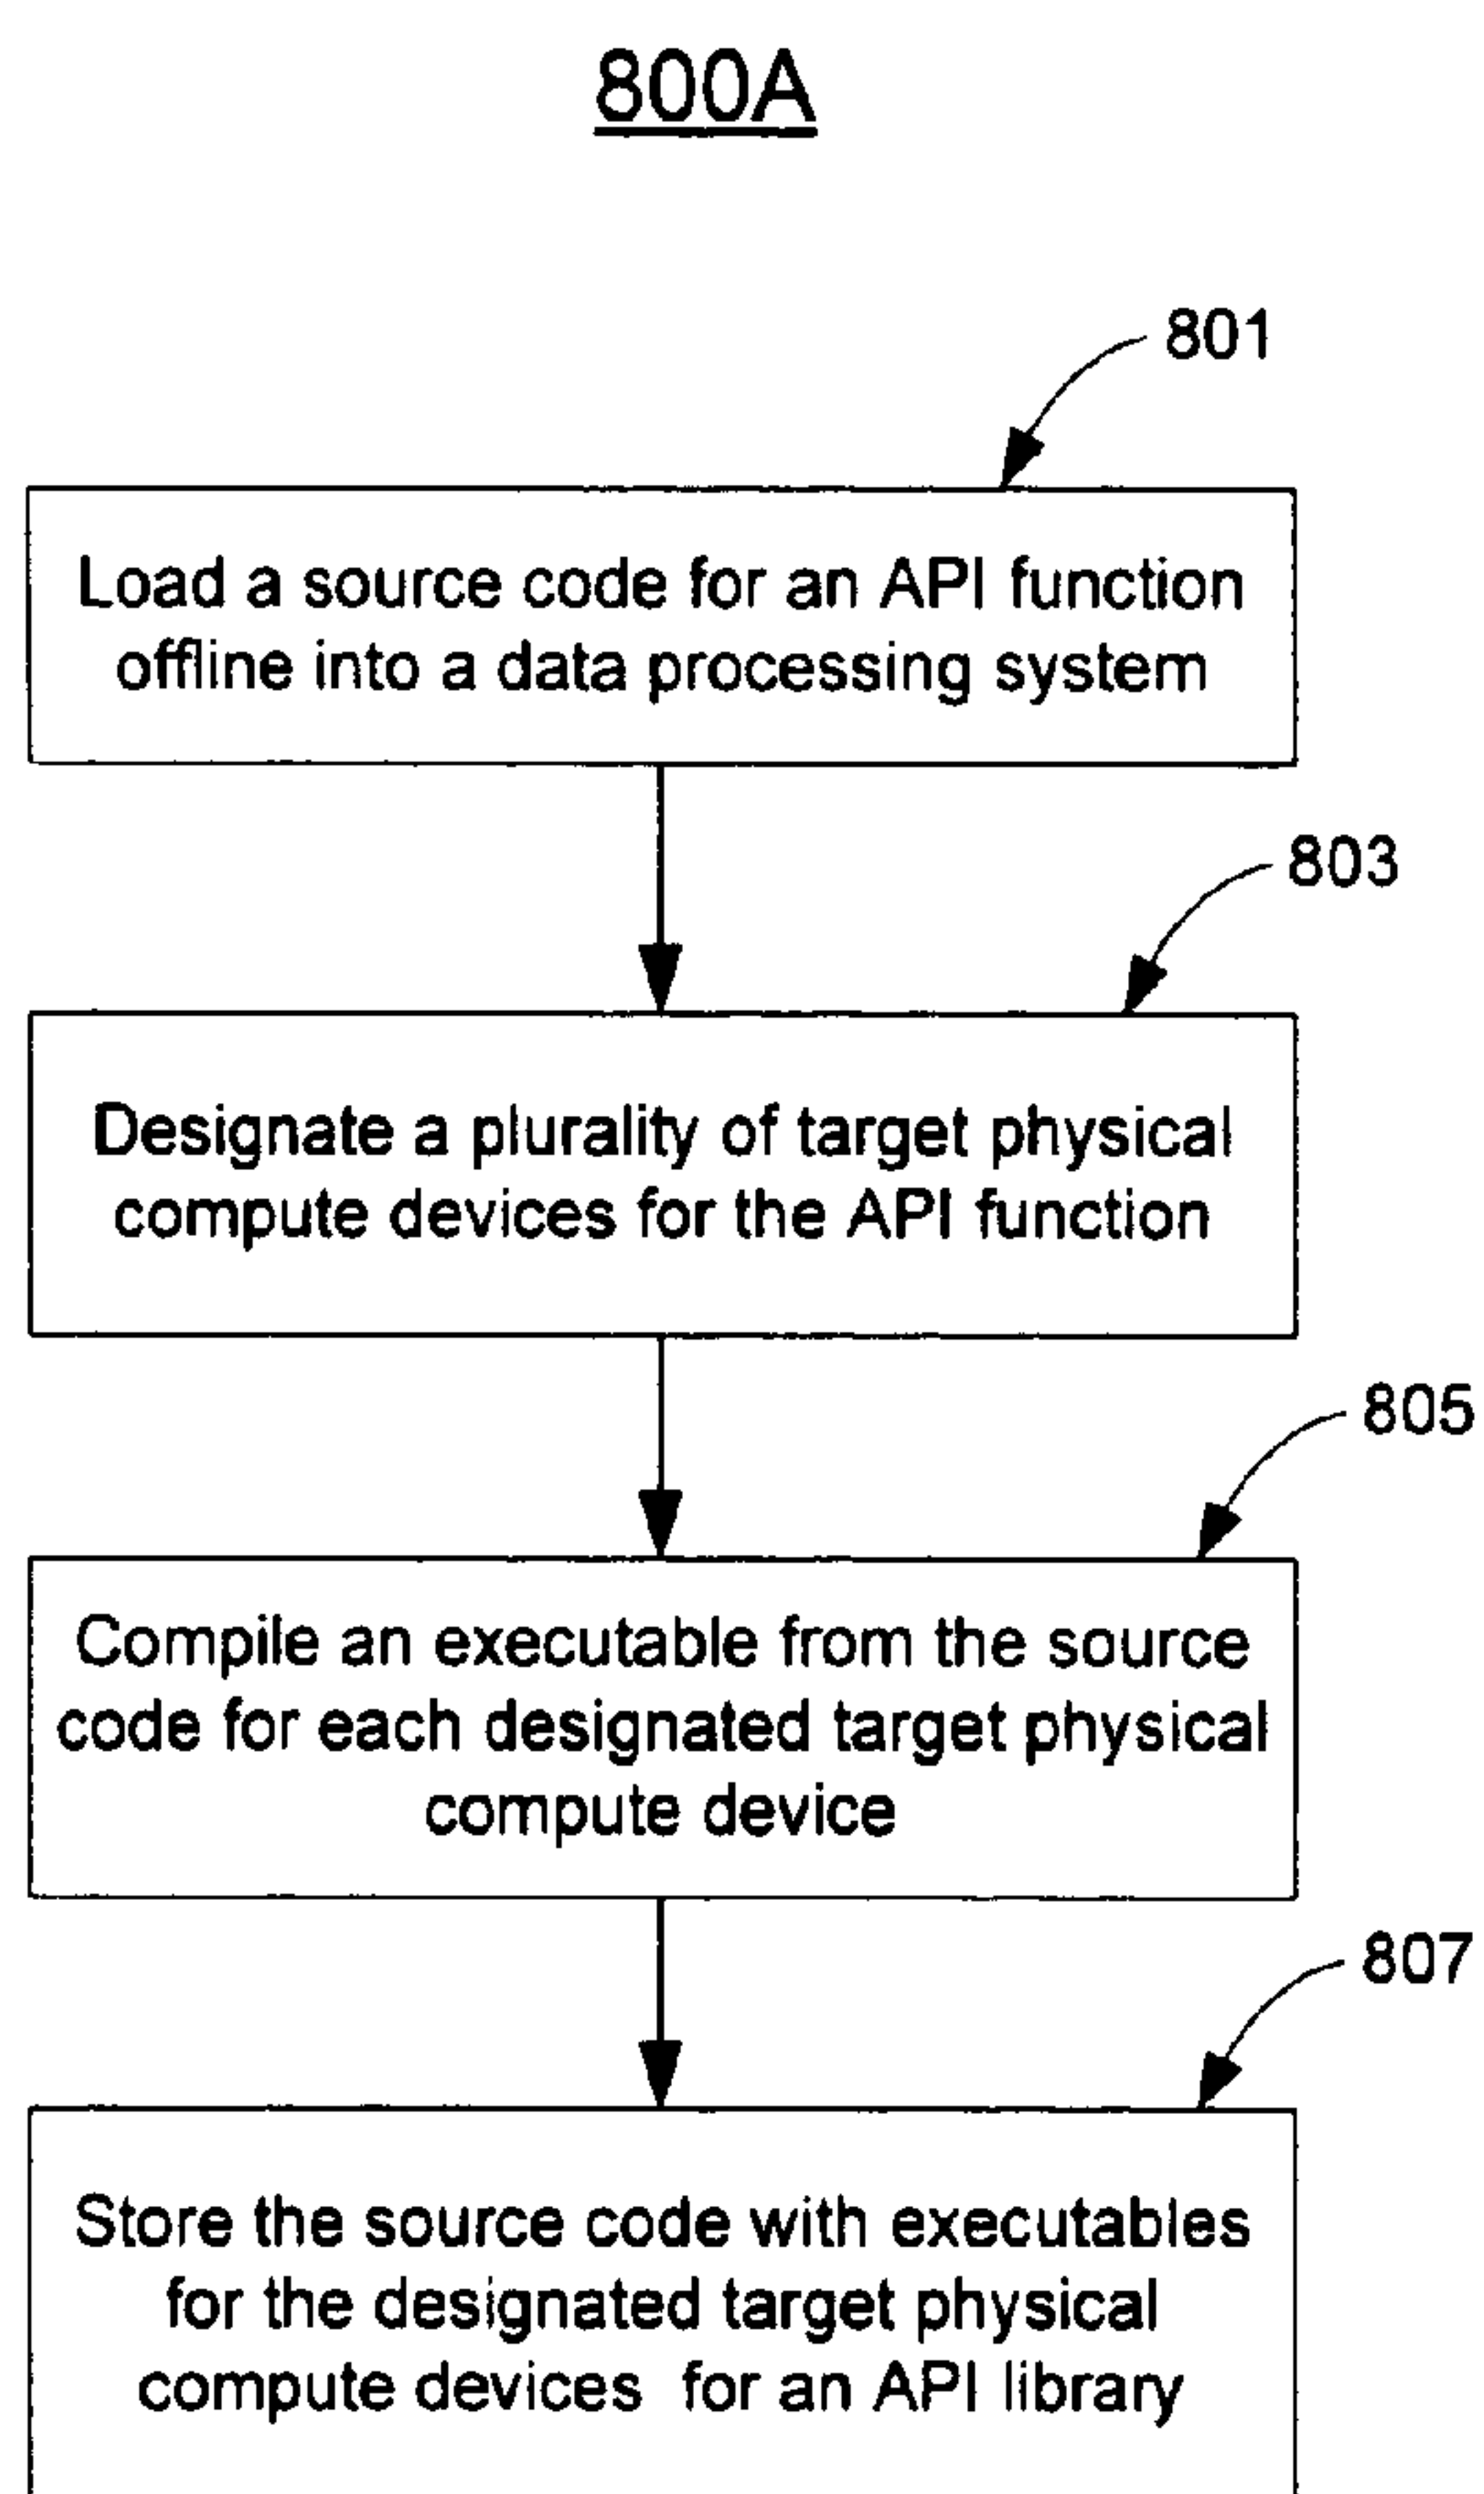 800A
801
Load a source code for an API function
offline into a data processing system
803
Designate a plurality of target physical
compute devices for the API function
805
Compile an executable from the source
code for each designated target physical
compute device
807
Store the source code with executables
for the designated target physical
compute devices for an API library